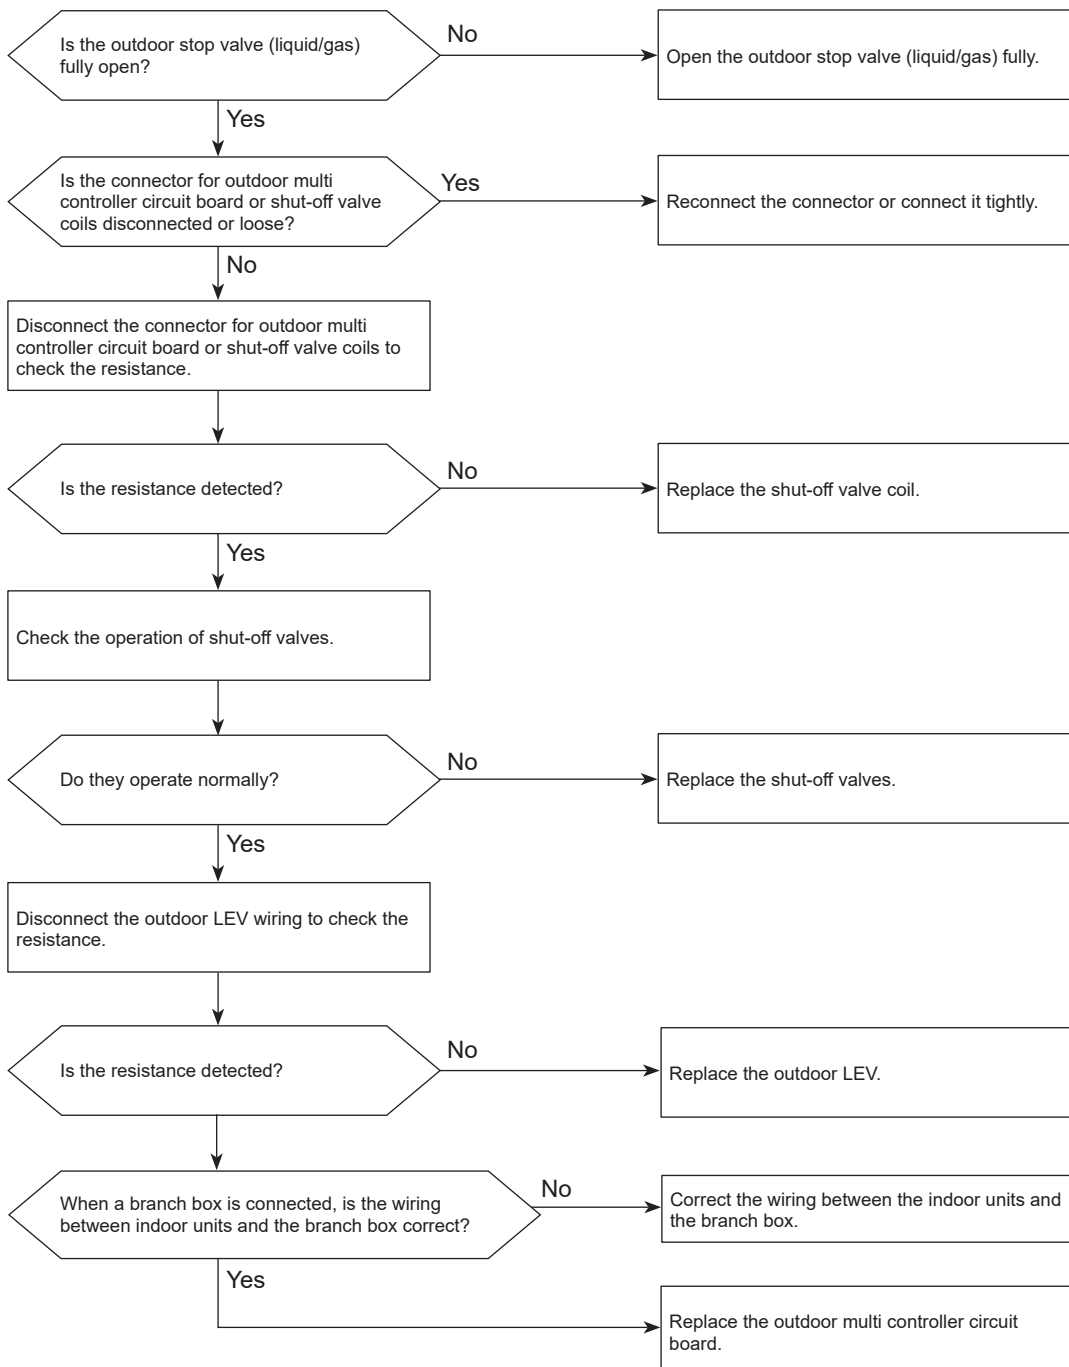 Is the outdoor stop valve (liquid/gas)
fully open?
No
Open the outdoor stop valve (liquid/gas) fully.
Yes
Is the connector for outdoor multi
controller circuit board or shut-off valve
coils disconnected or loose?
Yes
Reconnect the connector or connect it tightly.
No
Disconnect the connector for outdoor multi
controller circuit board or shut-off valve coils to
check the resistance.
Is the resistance detected?
No
Replace the shut-off valve coil.
Yes
Check the operation of shut-off valves.
Do they operate normally?
No
Replace the shut-off valves.
Yes
Disconnect the outdoor LEV wiring to check the
resistance.
Is the resistance detected?
No
Replace the outdoor LEV.
When a branch box is connected, is the wiring
between indoor units and the branch box correct?
No
Correct the wiring between the indoor units and
the branch box.
Yes
Replace the outdoor multi controller circuit
board.